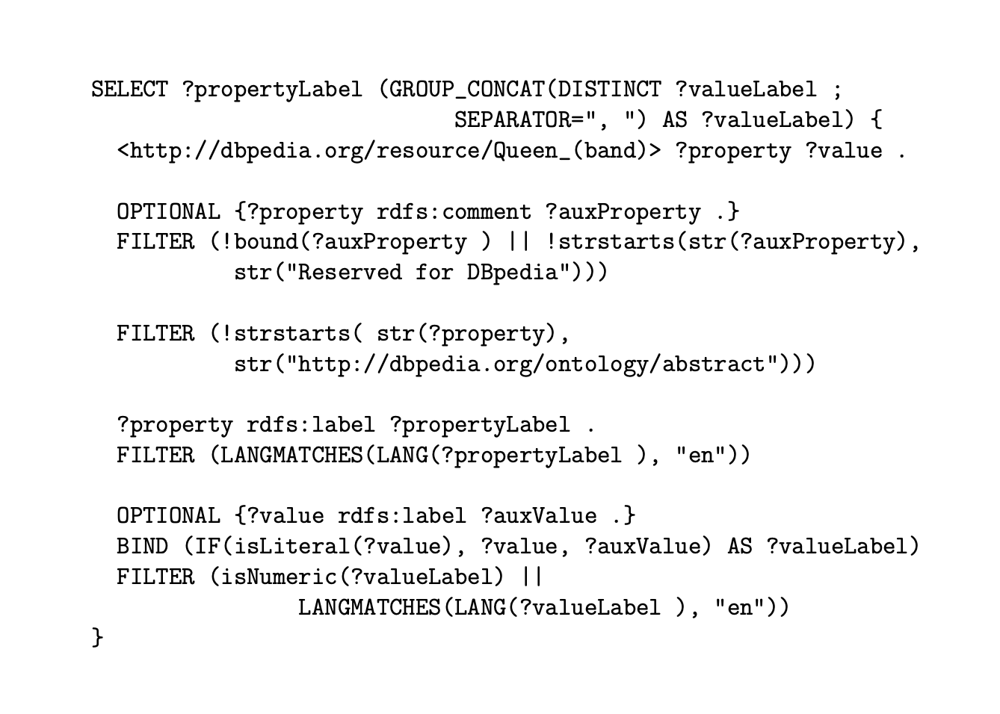 SELECT ?propertyLabel (GROUP_CONCAT(DISTINCT ?valueLabel ;
SEPARATOR=", ") AS ?valueLabel) {
<http://dbpedia.org/resource/Queen_(band)> ?property ?value .
OPTIONAL {?property rdfs:comment ?auxProperty .}
FILTER (!bound(?auxProperty ) || !strstarts(str(?auxProperty),
str("Reserved for DBpedia")))
FILTER (!strstarts( str(?property),
str("http://dbpedia.org/ontology/abstract")))
?property rdfs:label ?propertyLabel .
FILTER (LANGMATCHES(LANG(?propertyLabel ), "en"))
OPTIONAL {?value rdfs:label ?auxValue .}
BIND (IF(isLiteral(?value), ?value, ?auxValue) AS ?valueLabel)
FILTER (isNumeric(?valueLabel) ||
LANGMATCHES(LANG(?valueLabel ), "en"))
}